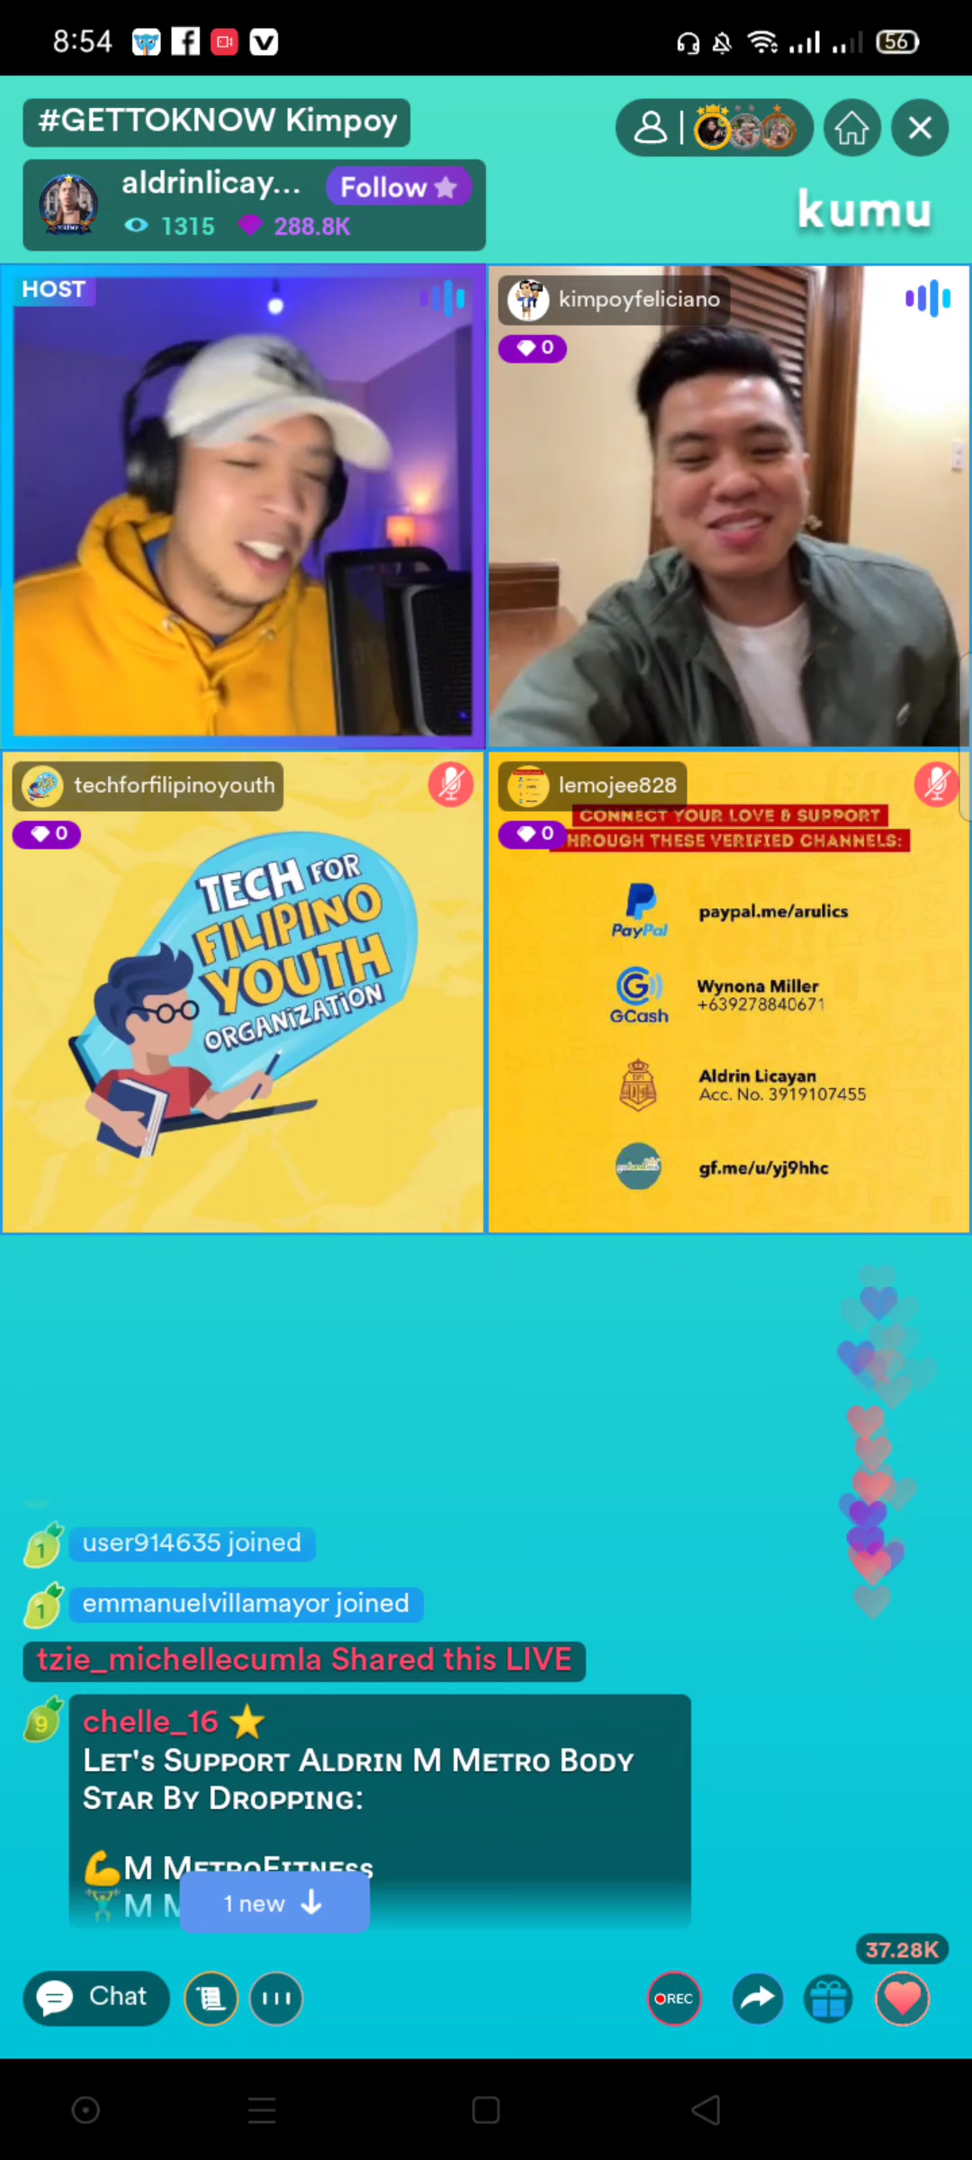 8:54
56
#GETTOKNOW Kimpoy
aldrinlicay... Follow
1315 288.8K
kumu
HOST
kimpoyfeliciano
0
techforfilipinoyouth
0
TECH FOR
FILIPINO
YOUTH
ORGANIZATION
lemojee828
0
CONNECT YOUR LOVE & SUPPORT
HROUGH THESE VERIFIED CHANNELS:
PayPal
paypal.me/arulics
GCash
Wynona Miller
+639278840671
Aldrin Licayan
Acc. No. 3919107455
gf.me/u/yj9hhc
1 user914635 joined
1 emmanuelvillamayor joined
tzie_michellecumla Shared this LIVE
9 chelle_16
LET'S SUPPORT ALDRIN M METRO BODY
STAR BY DROPPING:
M METROFITNESS
M M
1 new
37.28K
Chat
REC